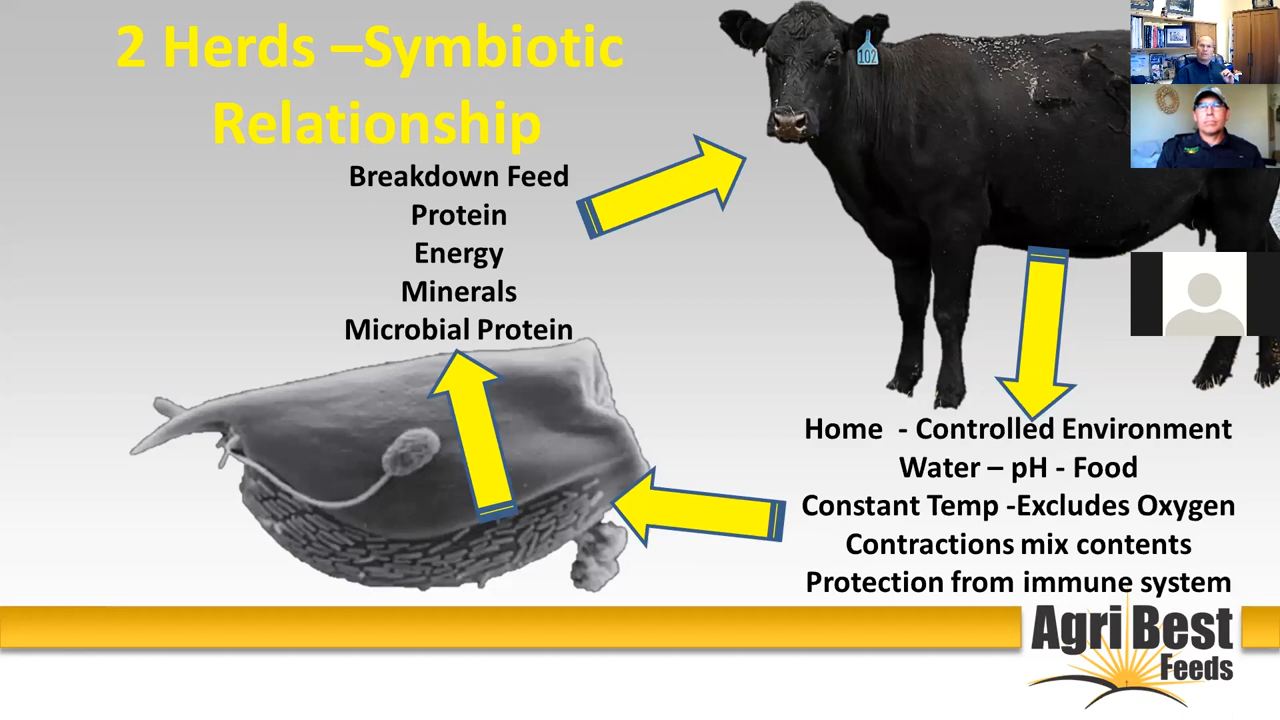 2 Herds –Symbiotic
Relationship
Breakdown Feed
Protein
Energy
Minerals
Microbial Protein
102
Home - Controlled Environment
Water – pH - Food
Constant Temp -Excludes Oxygen
Contractions mix contents
Protection from immune system
Agri Best
Feeds